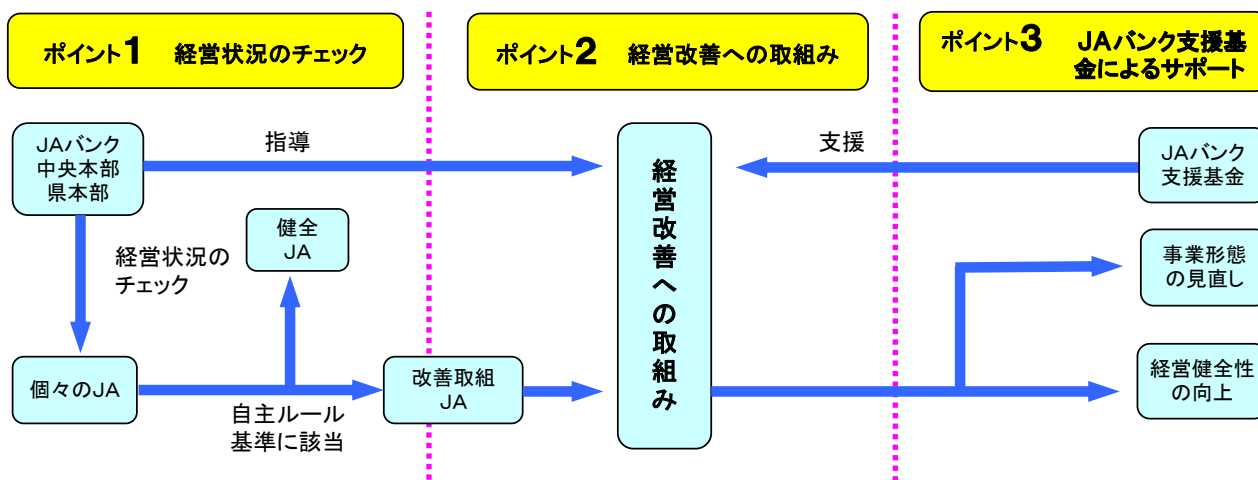 ポイント1 経営状況のチェック
ポイント2 経営改善への取組み
ポイント3 JAバンク支援基
金によるサポート
JAバンク
中央本部
県本部
指導
経営改善への取組み
支援
JAバンク
支援基金
健全
JA
経営状況の
チェック
事業形態
の見直し
個々のJA
自主ルール
基準に該当
改善取組
JA
経営健全性
の向上